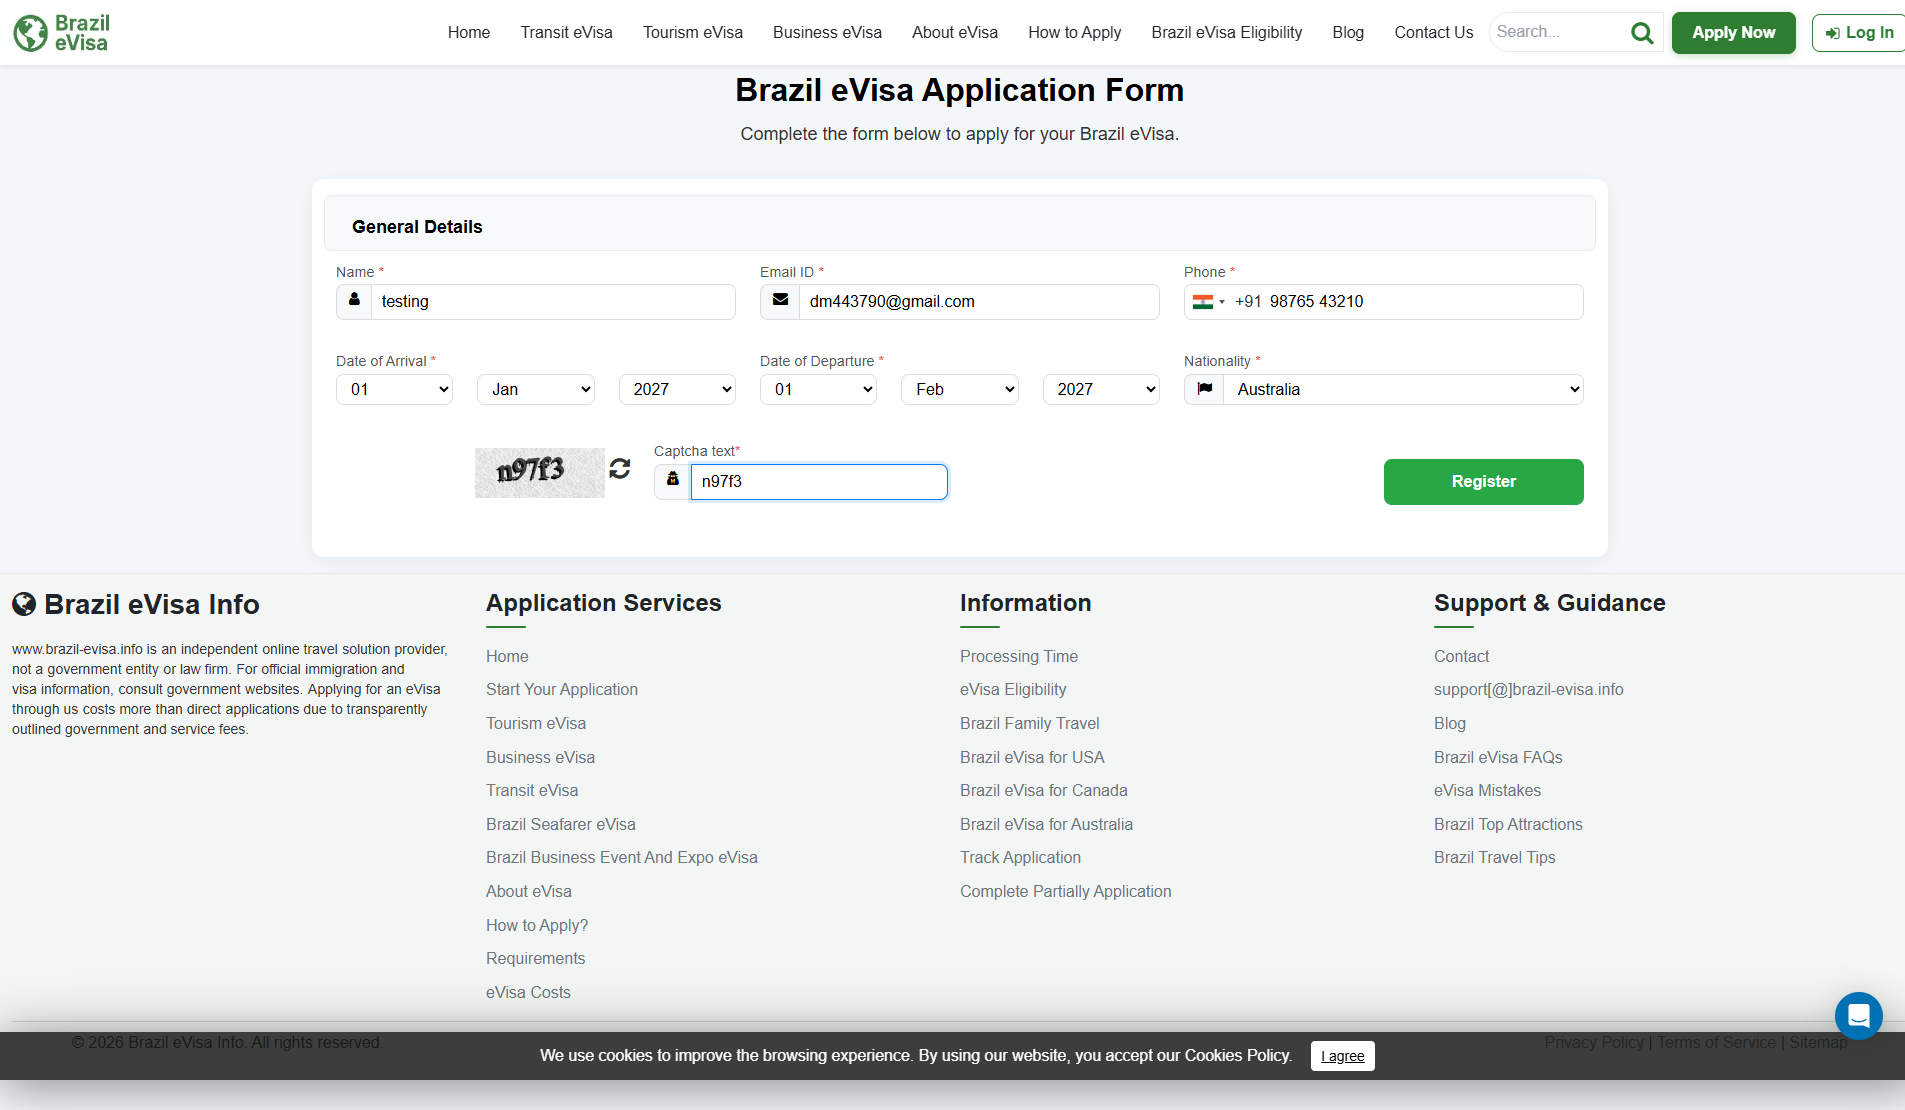 Brazil
eVisa
Home
Transit eVisa
Tourism eVisa
Business eVisa
About eVisa
How to Apply
Brazil eVisa Eligibility
Blog
Contact Us
Search...
Apply Now
Log In
Brazil eVisa Application Form
Complete the form below to apply for your Brazil eVisa.
General Details
Name *
testing
Email ID *
dm443790@gmail.com
Phone *
+91 98765 43210
Date of Arrival *
01
Jan
2027
Date of Departure *
01
Feb
2027
Nationality *
Australia
n97f3
Captcha text*
n97f3
Register
Brazil eVisa Info
www.brazil-evisa.info is an independent online travel solution provider,
not a government entity or law firm. For official immigration and
visa information, consult government websites. Applying for an eVisa
through us costs more than direct applications due to transparently
outlined government and service fees.
Application Services
Home
Start Your Application
Tourism eVisa
Business eVisa
Transit eVisa
Brazil Seafarer eVisa
Brazil Business Event And Expo eVisa
About eVisa
How to Apply?
Requirements
eVisa Costs
Information
Processing Time
eVisa Eligibility
Brazil Family Travel
Brazil eVisa for USA
Brazil eVisa for Canada
Brazil eVisa for Australia
Track Application
Complete Partially Application
Support & Guidance
Contact
support[@]brazil-evisa.info
Blog
Brazil eVisa FAQs
eVisa Mistakes
Brazil Top Attractions
Brazil Travel Tips
© 2026 Brazil eVisa Info. All rights reserved.
Privacy Policy | Terms of Service | Sitemap
We use cookies to improve the browsing experience. By using our website, you accept our Cookies Policy.
I agree